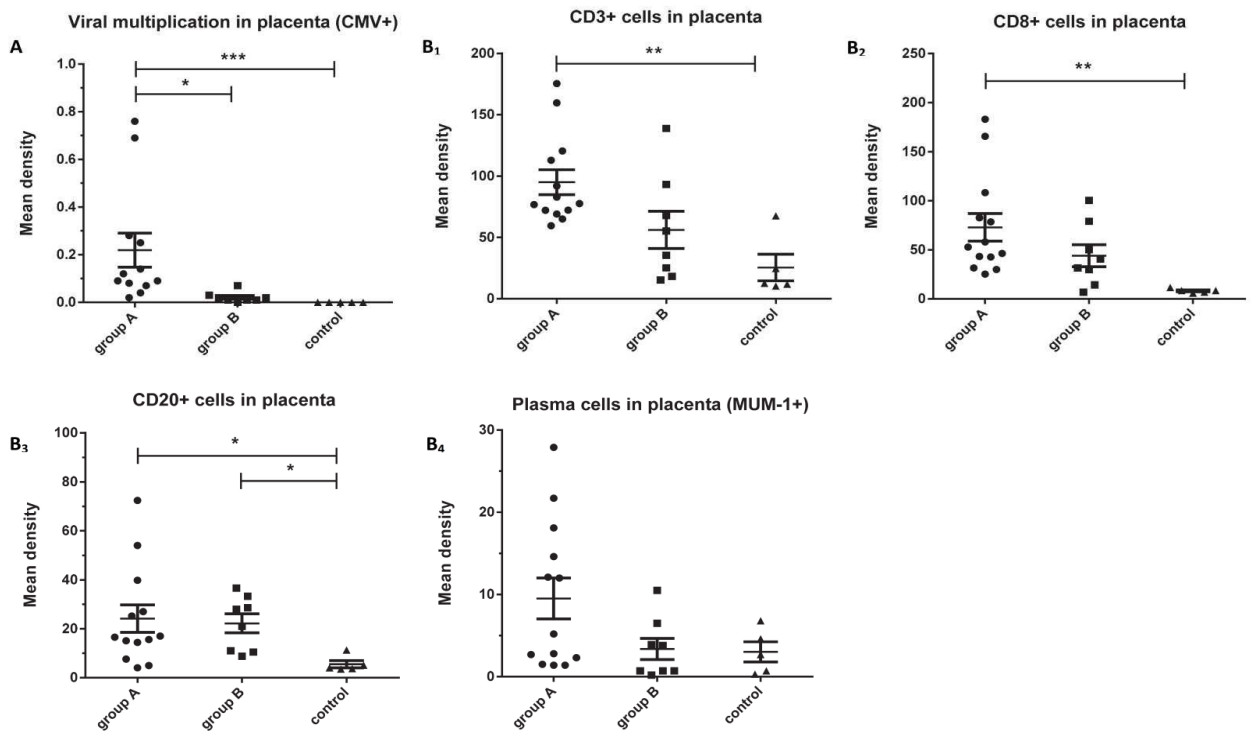 Viral multiplication in placenta (CMV+)
A
***
*
Mean density
1.0
0.8
0.6
0.4
0.2
0.0
group A
group B
control
CD3+ cells in placenta
B1
**
Mean density
200
150
100
50
0
group A
group B
control
CD8+ cells in placenta
B2
**
Mean density
250
200
150
100
50
0
group A
group B
control
CD20+ cells in placenta
B3
*
*
Mean density
100
80
60
40
20
0
group A
group B
control
Plasma cells in placenta (MUM-1+)
B4
Mean density
30
20
10
0
group A
group B
control